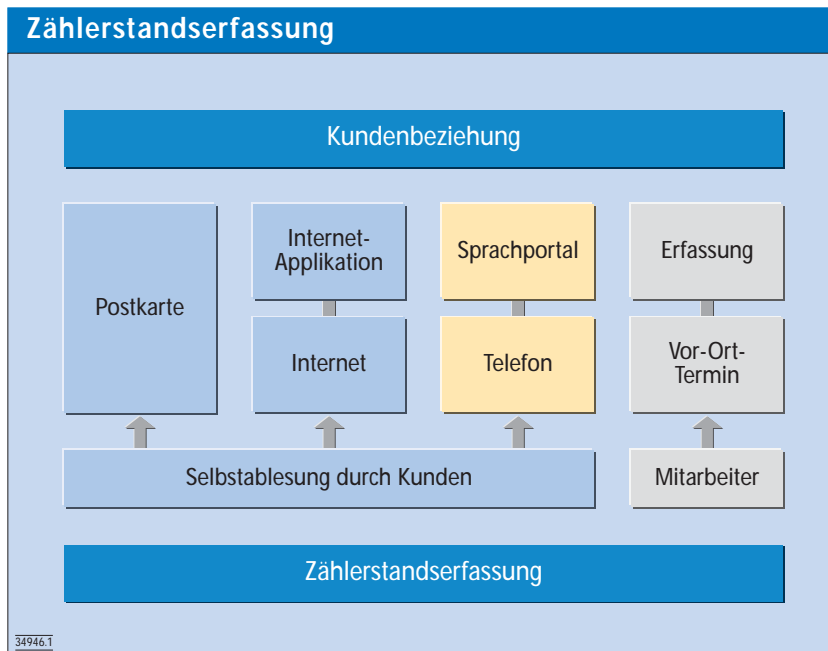 Zählerstandserfassung
Kundenbeziehung
Postkarte
Internet-
Applikation
Internet
Sprachportal
Telefon
Erfassung
Vor-Ort-
Termin
Selbstablesung durch Kunden
Mitarbeiter
Zählerstandserfassung
34946.1